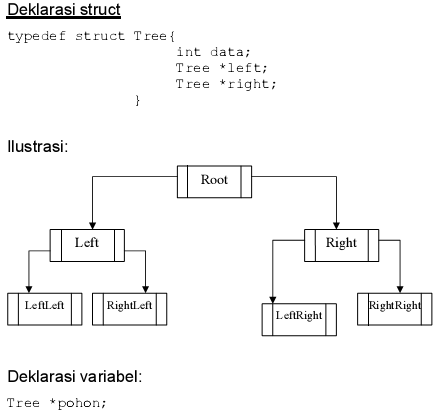 Deklarasi struct
typedef struct Tree{
int data;
Tree *left;
Tree *right;
}
Ilustrasi:
Root
Left
Right
LeftLeft
RightLeft
LeftRight
RightRight
Deklarasi variabel:
Tree *pohon;